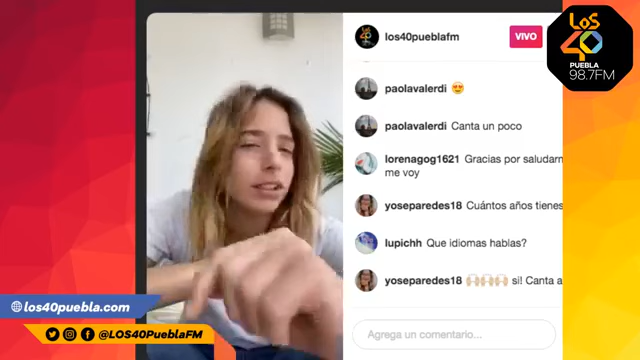 los40pueblafm
VIVO
LOS
40
PUEBLA
98.7FM
paolavalerdi 😍
paolavalerdi Canta un poco
lorenagog1621 Gracias por saludarm
me voy
yoseparedes18 Cuántos años tienes
lupichh Que idiomas hablas?
yoseparedes18 🙌🏻🙌🏻🙌🏻 si! Canta a
Agrega un comentario...
los40puebla.com
@LOS40PueblaFM